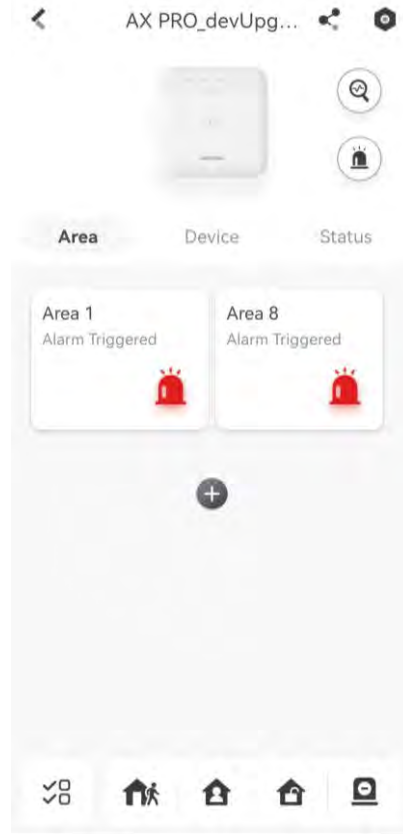 AX PRO_devUpg...
Area Device Status
Area 1
Alarm Triggered
Area 8
Alarm Triggered